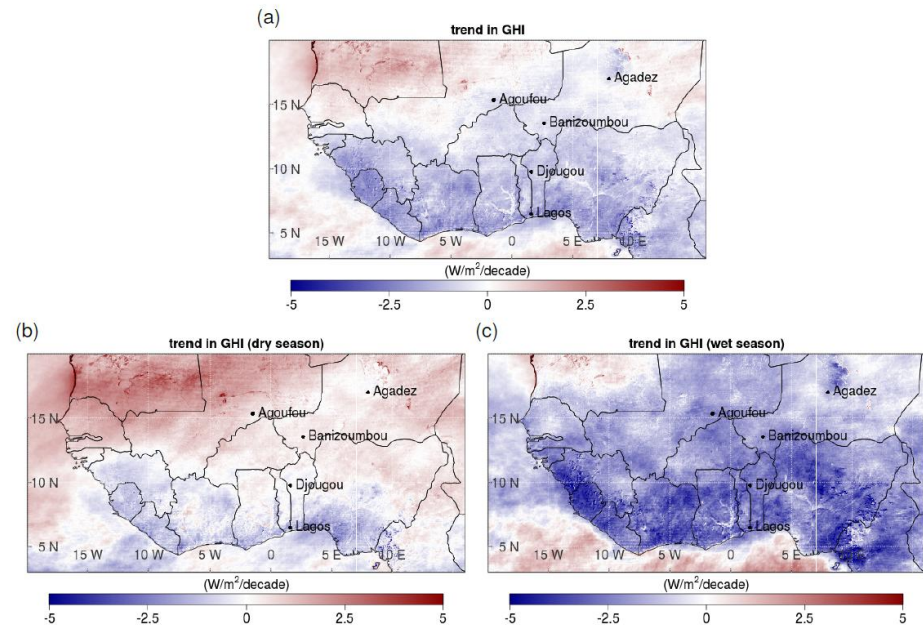 (a)
trend in GHI
Agadez
Agoufou
15 N
Banizoumbou
10 N
Djougou
Lagos
5 N
15 W 10 W 5 W 0 5 E 10 E
(W/m²/decade)
-5 -2.5 0 2.5 5
(b)
trend in GHI (dry season)
Agadez
15 N
Agoufou
Banizoumbou
10 N
Djougou
Lagos
5 N
15 W 10 W 5 W 0 5 E 10 E
(W/m²/decade)
-5 -2.5 0 2.5 5
(c)
trend in GHI (wet season)
Agadez
15 N
Agoufou
Banizoumbou
10 N
Djougou
Lagos
5 N
15 W 10 W 5 W 0 5 E 10 E
(W/m²/decade)
-5 -2.5 0 2.5 5